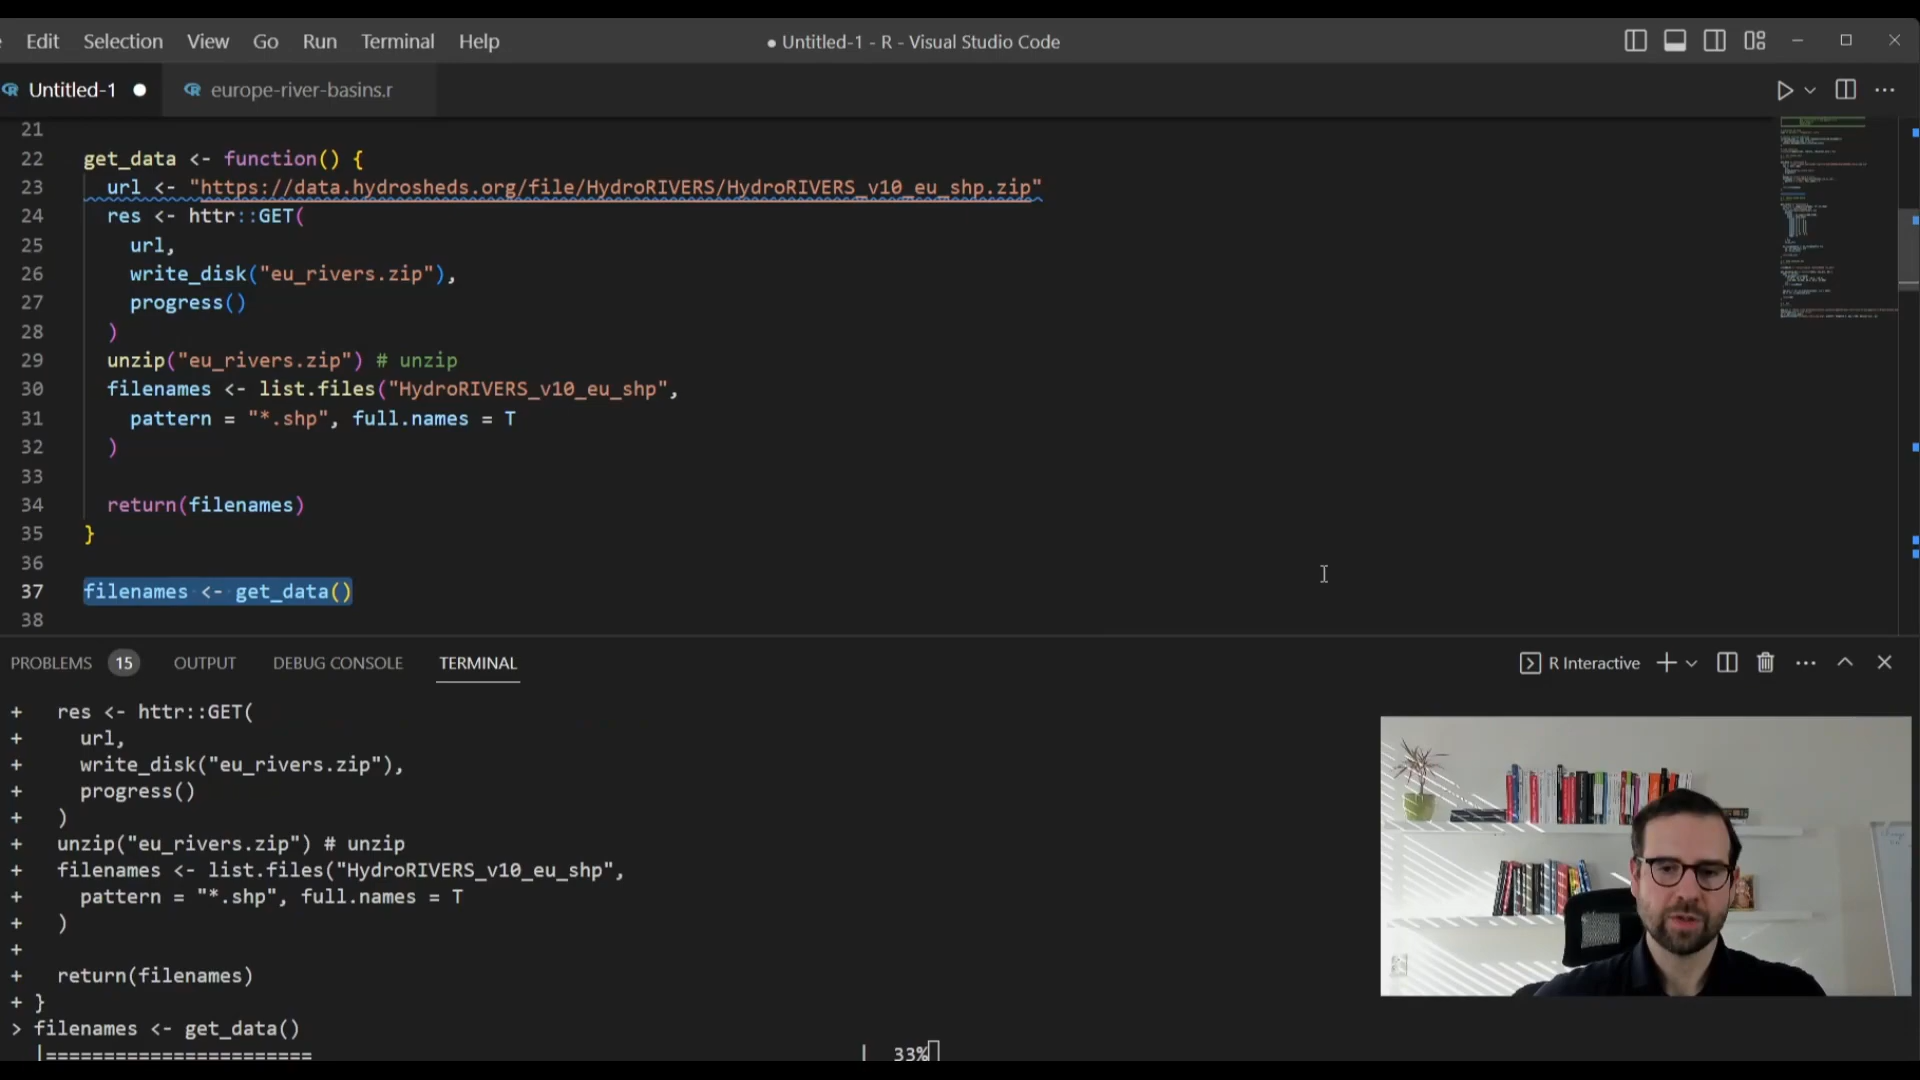 Edit Selection View Go Run Terminal Help
● Untitled-1 - R - Visual Studio Code
Untitled-1
europe-river-basins.r
21
22 get_data <- function() {
23 url <- "https://data.hydrosheds.org/file/HydroRIVERS/HydroRIVERS_v10_eu_shp.zip"
24 res <- httr::GET(
25 url,
26 write_disk("eu_rivers.zip"),
27 progress()
28 )
29 unzip("eu_rivers.zip") # unzip
30 filenames <- list.files("HydroRIVERS_v10_eu_shp",
31 pattern = "*.shp", full.names = T
32 )
33
34 return(filenames)
35 }
36
37 filenames <- get_data()
38
PROBLEMS 15 OUTPUT DEBUG CONSOLE TERMINAL
R Interactive
+ res <- httr::GET(
+ url,
+ write_disk("eu_rivers.zip"),
+ progress()
+ )
+ unzip("eu_rivers.zip") # unzip
+ filenames <- list.files("HydroRIVERS_v10_eu_shp",
+ pattern = "*.shp", full.names = T
+ )
+
+ return(filenames)
+ }
> filenames <- get_data()
|======================= | 33%